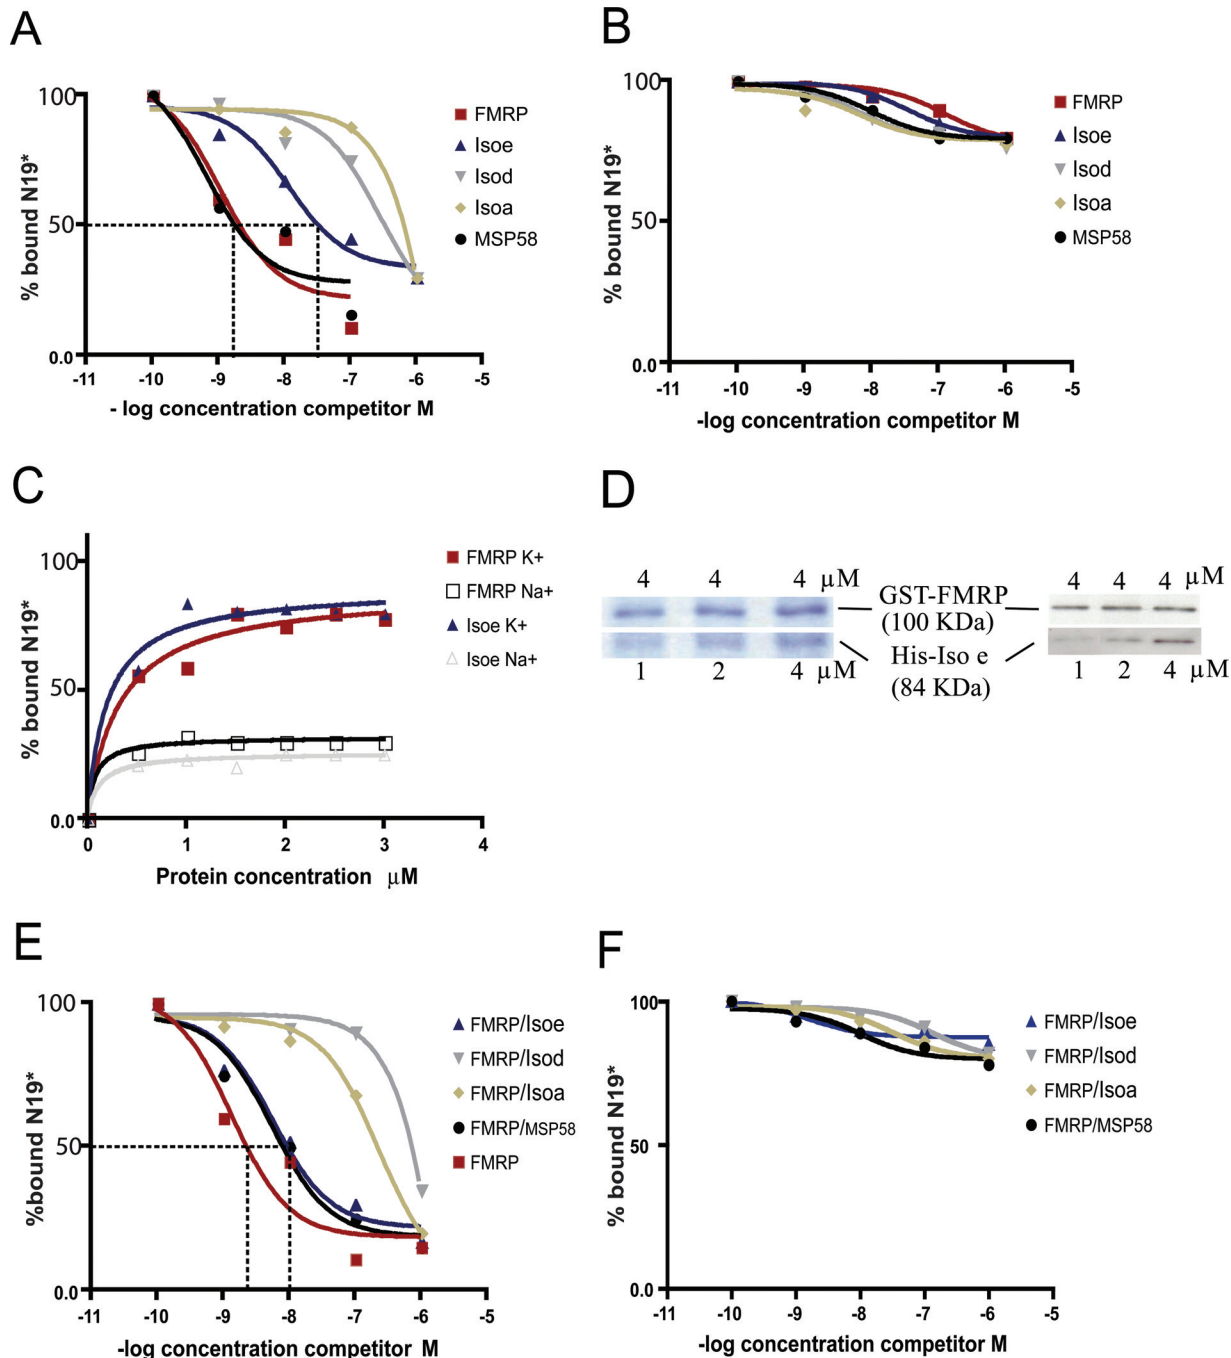 A
100
50
0.0
% bound N19*
-11 -10 -9 -8 -7 -6 -5
- log concentration competitor M
FMRP
Isoe
Isod
Isoa
MSP58
B
100
50
0.0
% bound N19*
-11 -10 -9 -8 -7 -6 -5
-log concentration competitor M
FMRP
Isoe
Isod
Isoa
MSP58
C
100
50
0.0
% bound N19*
0 1 2 3 4
Protein concentration μM
FMRP K+
FMRP Na+
Isoe K+
Isoe Na+
D
4 4 4 μM
GST-FMRP
(100 KDa)
His-Iso e
(84 KDa)
1 2 4 μM
4 4 4 μM
1 2 4 μM
E
100
50
0.0
%bound N19*
-11 -10 -9 -8 -7 -6 -5
-log concentration competitor M
FMRP/Isoe
FMRP/Isod
FMRP/Isoa
FMRP/MSP58
FMRP
F
100
50
0.0
% bound N19*
-11 -10 -9 -8 -7 -6 -5
-log concentration competitor M
FMRP/Isoe
FMRP/Isod
FMRP/Isoa
FMRP/MSP58